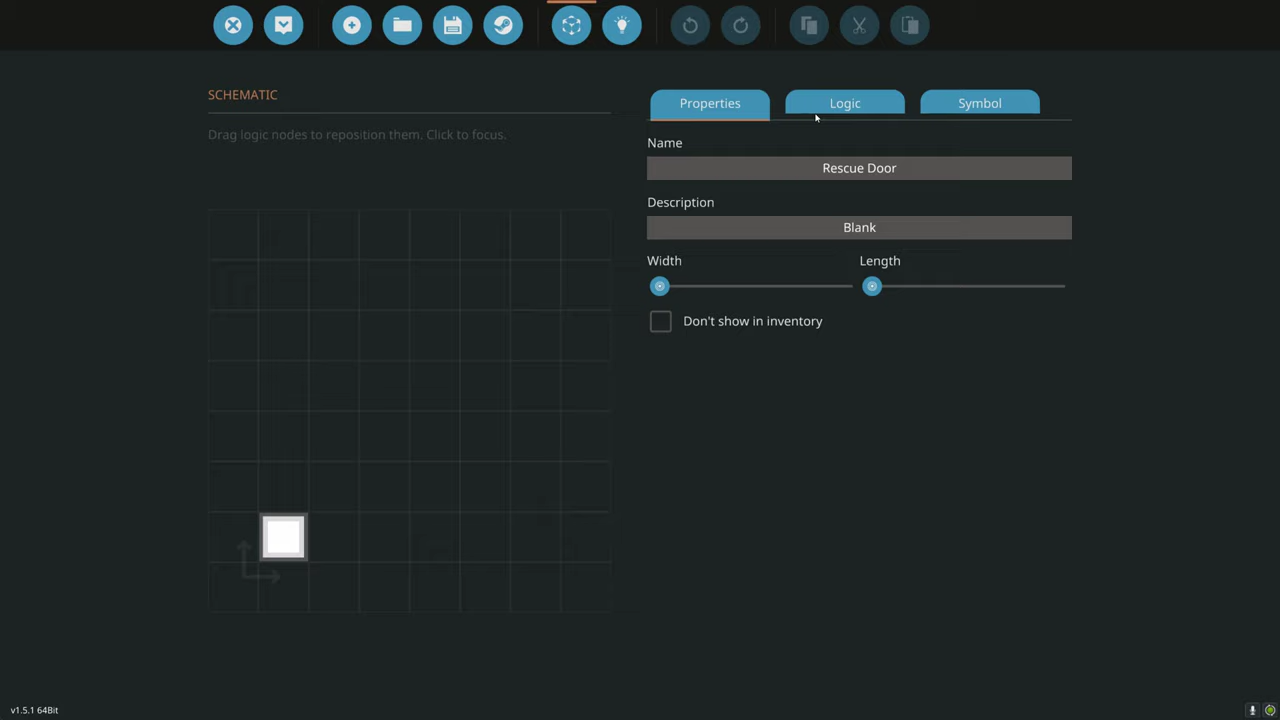 SCHEMATIC
Drag logic nodes to reposition them. Click to focus.
Properties
Logic
Symbol
Name
Rescue Door
Description
Blank
Width
Length
Don't show in inventory
v1.5.1 64Bit